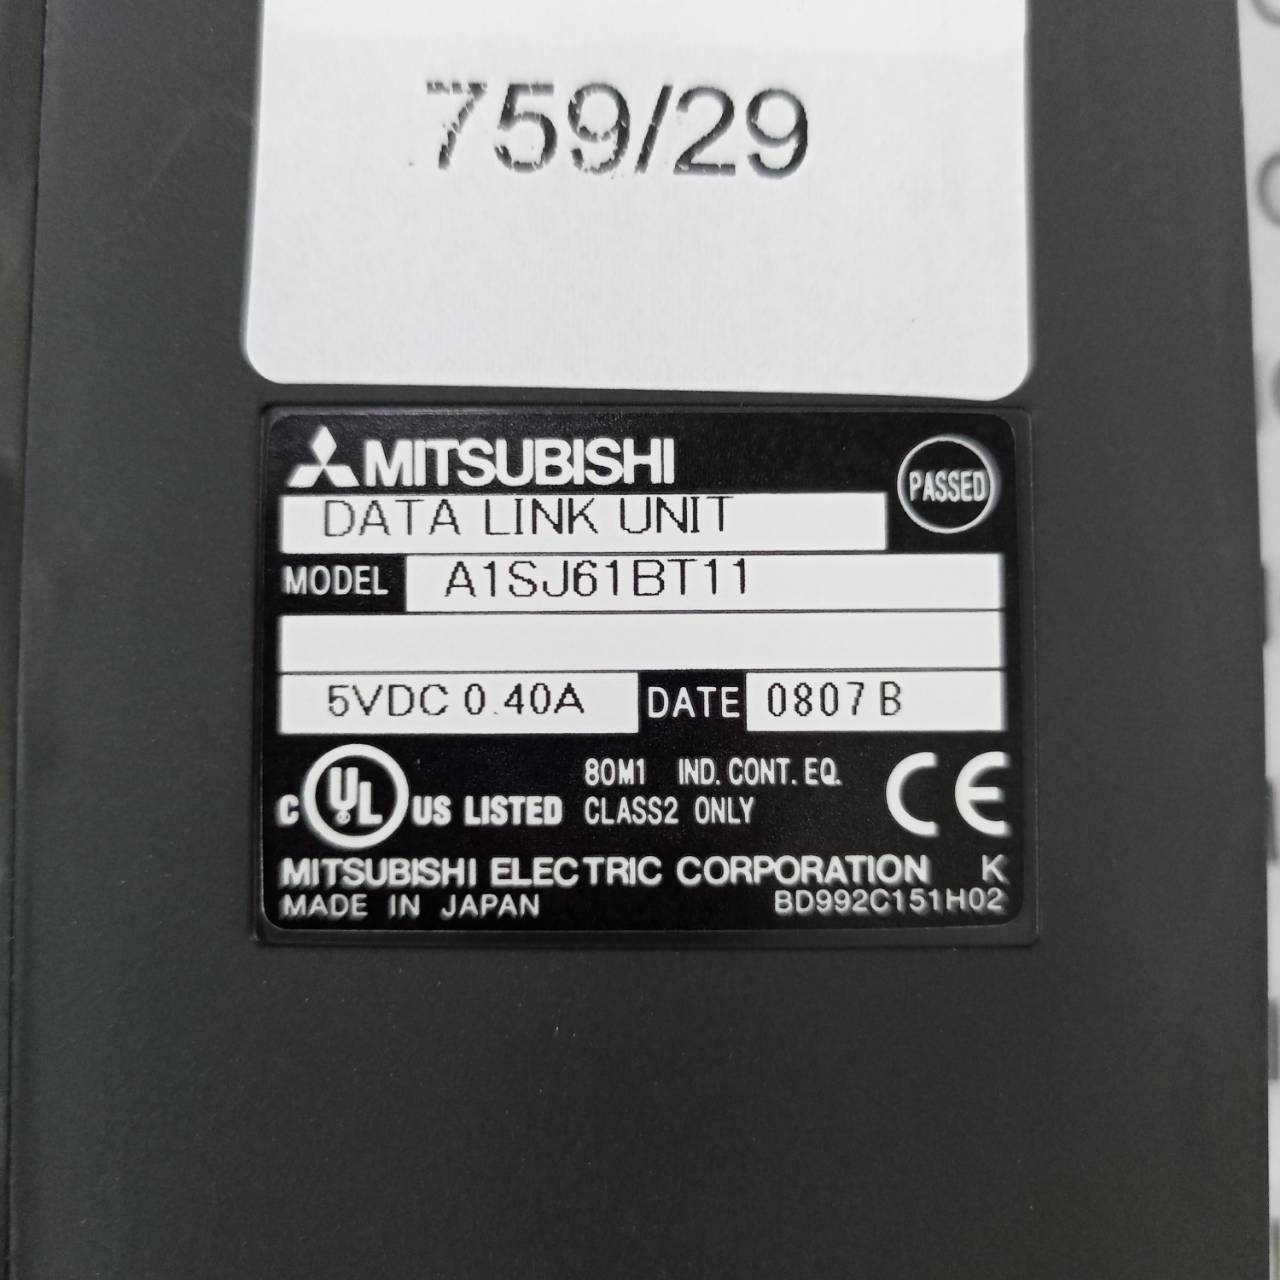 759/29
MITSUBISHI
PASSED
DATA LINK UNIT
MODEL A1SJ61BT11
5VDC 0.40A DATE 0807B
80M1 IND. CONT. EQ.
C UL US LISTED CLASS2 ONLY CE
MITSUBISHI ELECTRIC CORPORATION K
MADE IN JAPAN BD992C151H02